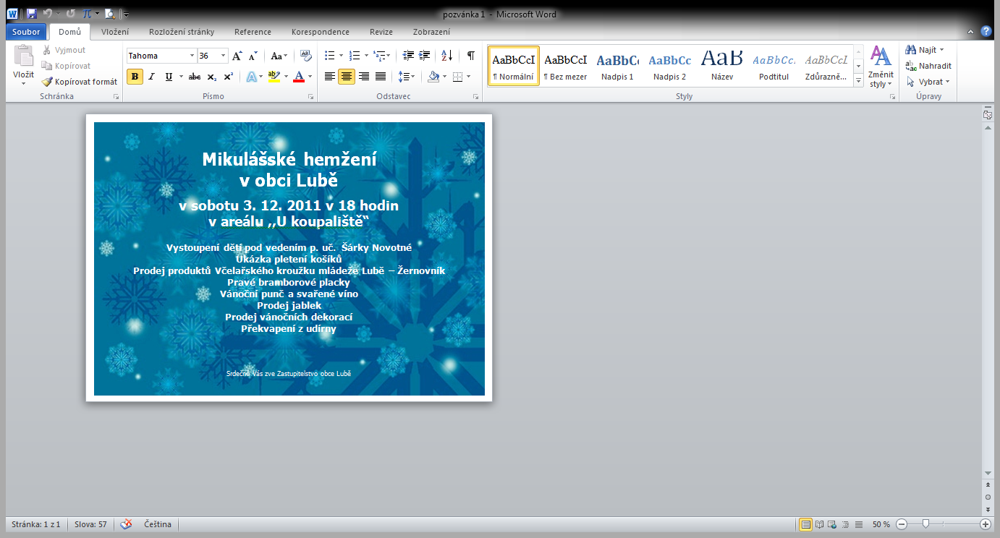 pozvánka 1 - Microsoft Word
Soubor Domů Vložení Rozložení stránky Reference Korespondence Revize Zobrazení
Vložit
Vyjmout
Kopírovat
Kopírovat formát
Schránka
Tahoma 36
Písmo
Odstavec
AaBbCcI AaBbCcI AaBbCc AaBbCc AaB AaBbCc. AaBbCcI
¶ Normální ¶ Bez mezer Nadpis 1 Nadpis 2 Název Podtitul Zdůrazně...
Styly
Změnit
styly
Najít
Nahradit
Vybrat
Úpravy
Mikulášské hemžení
v obci Lubě
v sobotu 3. 12. 2011 v 18 hodin
v areálu ,,U koupaliště“
Vystoupení dětí pod vedením p. uč. Šárky Novotné
Ukázka pletení košíků
Prodej produktů Včelařského kroužku mládeže Lubě – Žernovník
Pravé bramborové placky
Vánoční punč a svařené víno
Prodej jablek
Prodej vánočních dekorací
Překvapení z udírny
Srdečně Vás zve Zastupitelstvo obce Lubě
Stránka: 1 z 1 Slova: 57 Čeština 50 %